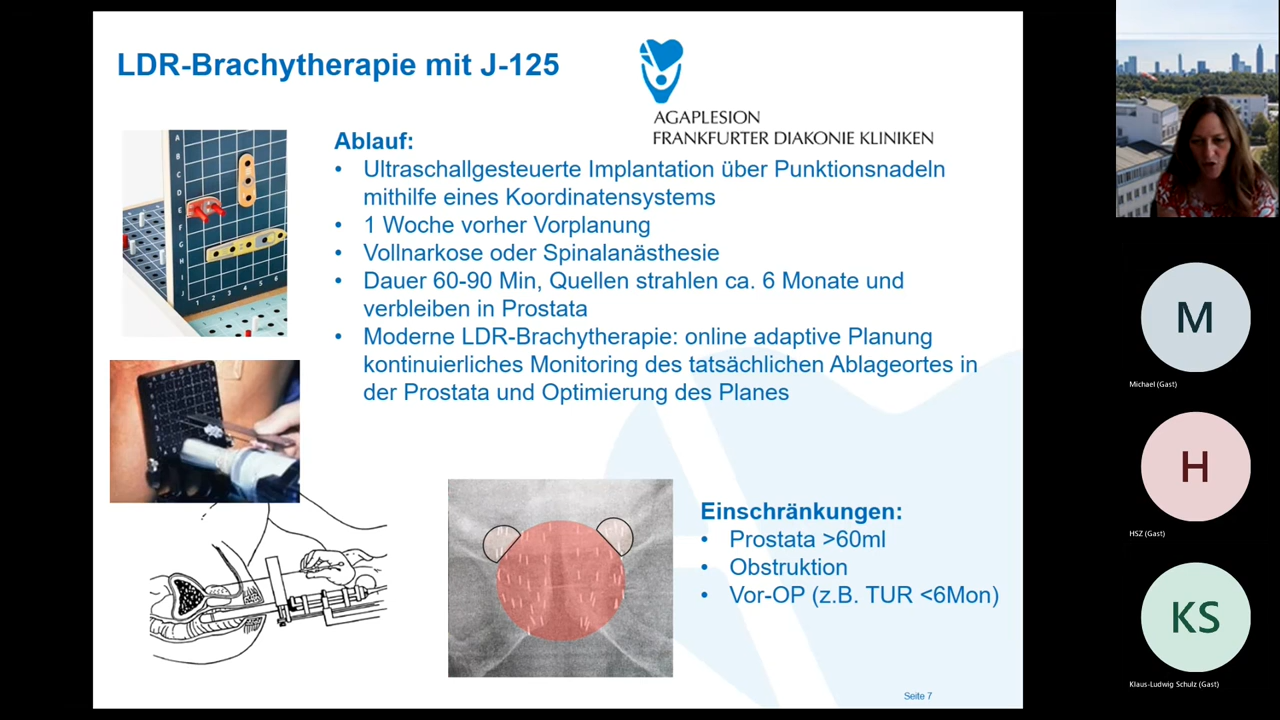 LDR-Brachytherapie mit J-125
AGAPLESION
FRANKFURTER DIAKONIE KLINIKEN
Ablauf:
• Ultraschallgesteuerte Implantation über Punktionsnadeln
mithilfe eines Koordinatensystems
• 1 Woche vorher Vorplanung
• Vollnarkose oder Spinalanästhesie
• Dauer 60-90 Min, Quellen strahlen ca. 6 Monate und
verbleiben in Prostata
• Moderne LDR-Brachytherapie: online adaptive Planung
kontinuierliches Monitoring des tatsächlichen Ablageortes in
der Prostata und Optimierung des Planes
Einschränkungen:
• Prostata >60ml
• Obstruktion
• Vor-OP (z.B. TUR <6Mon)
Seite 7
M
Michael (Gast)
H
HSZ (Gast)
KS
Klaus-Ludwig Schulz (Gast)